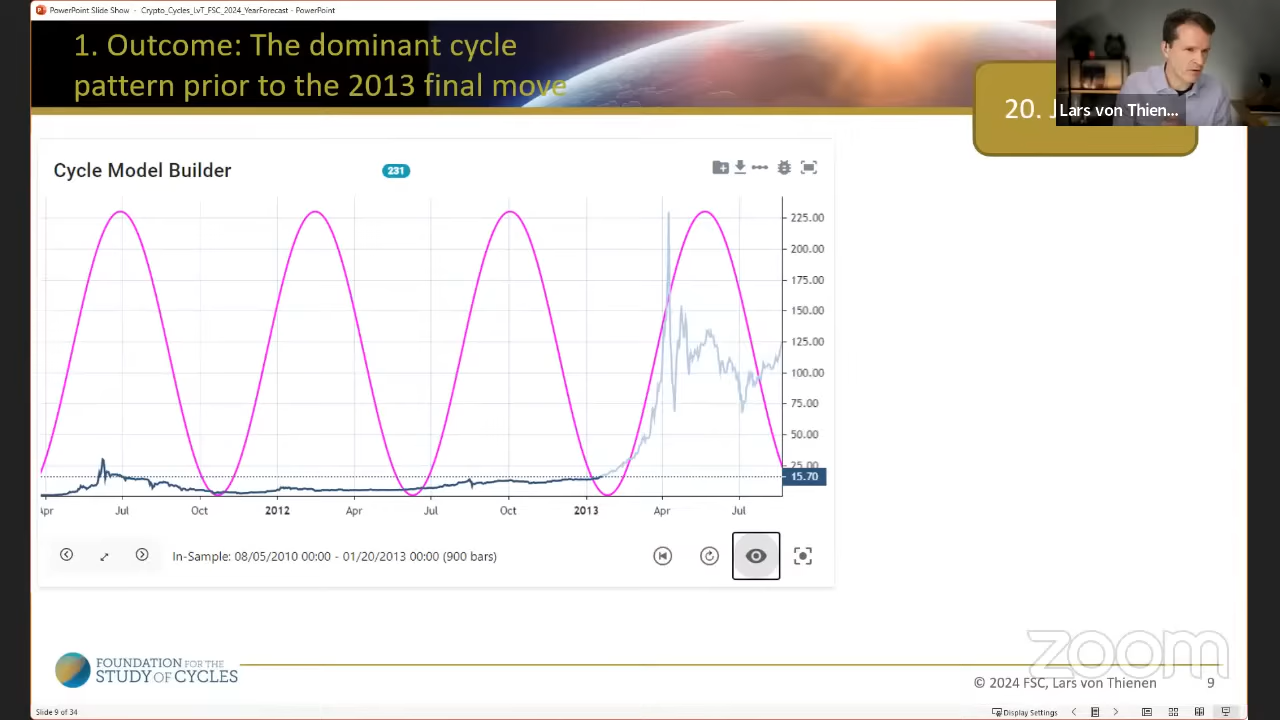 PowerPoint Slide Show - Crypto_Cycles_LvT_FSC_2024_YearForecast - PowerPoint
1. Outcome: The dominant cycle
pattern prior to the 2013 final move
20. J
Lars von Thien...
Cycle Model Builder
231
225.00
200.00
175.00
150.00
125.00
100.00
75.00
50.00
25.00
15.70
Apr Jul Oct 2012 Apr Jul Oct 2013 Apr Jul
In-Sample: 08/05/2010 00:00 - 01/20/2013 00:00 (900 bars)
zoom
FOUNDATION FOR THE
STUDY OF CYCLES
© 2024 FSC, Lars von Thienen
9
Slide 9 of 34
Display Settings